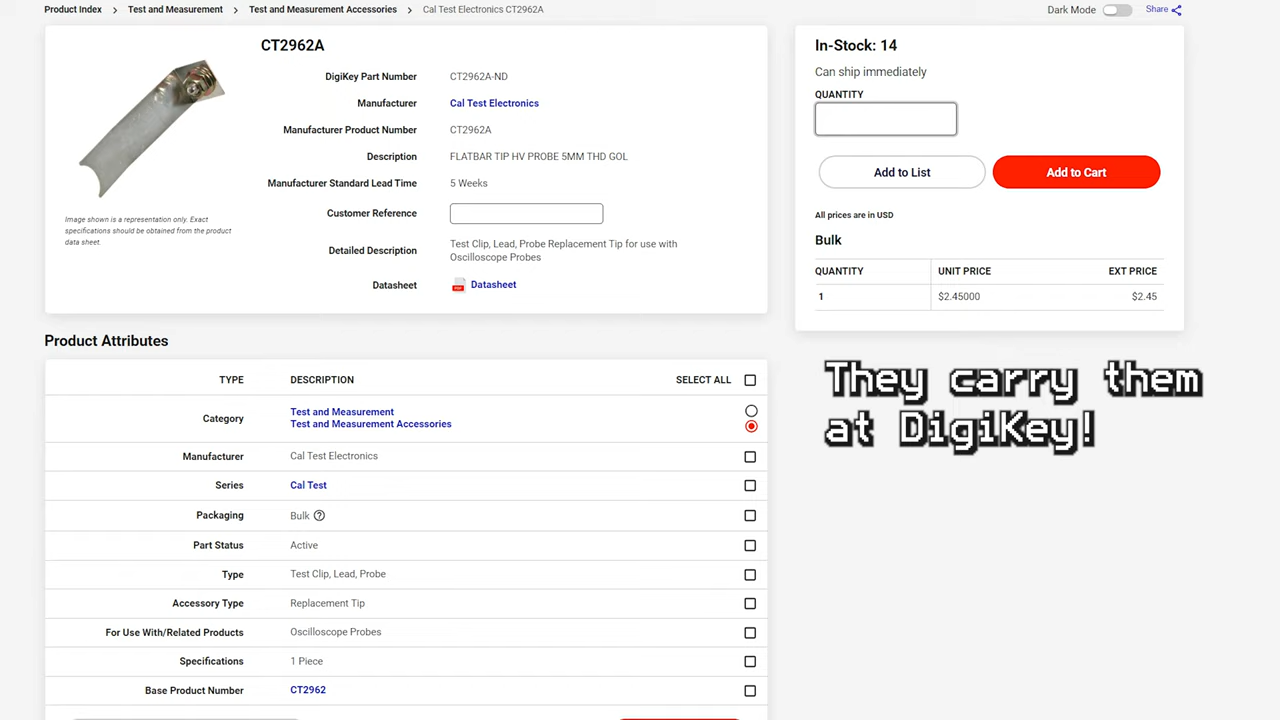 Product Index > Test and Measurement > Test and Measurement Accessories > Cal Test Electronics CT2962A
Dark Mode
Share
CT2962A
DigiKey Part Number CT2962A-ND
Manufacturer Cal Test Electronics
Manufacturer Product Number CT2962A
Description FLATBAR TIP HV PROBE 5MM THD GOL
Manufacturer Standard Lead Time 5 Weeks
Customer Reference
Detailed Description Test Clip, Lead, Probe Replacement Tip for use with
Oscilloscope Probes
Datasheet Datasheet
Image shown is a representation only. Exact
specifications should be obtained from the product
data sheet.
In-Stock: 14
Can ship immediately
QUANTITY
Add to List Add to Cart
All prices are in USD
Bulk
QUANTITY UNIT PRICE EXT PRICE
1 $2.45000 $2.45
They carry them
at DigiKey!
Product Attributes
TYPE DESCRIPTION SELECT ALL
Category Test and Measurement
Test and Measurement Accessories
Manufacturer Cal Test Electronics
Series Cal Test
Packaging Bulk
Part Status Active
Type Test Clip, Lead, Probe
Accessory Type Replacement Tip
For Use With/Related Products Oscilloscope Probes
Specifications 1 Piece
Base Product Number CT2962